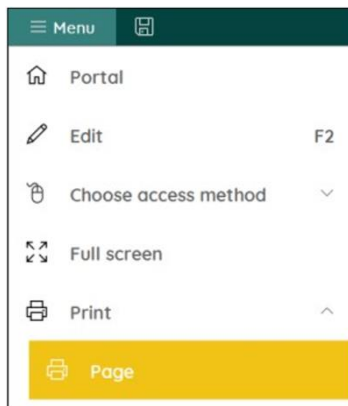 Menu
Portal
Edit F2
Choose access method
Full screen
Print
Page